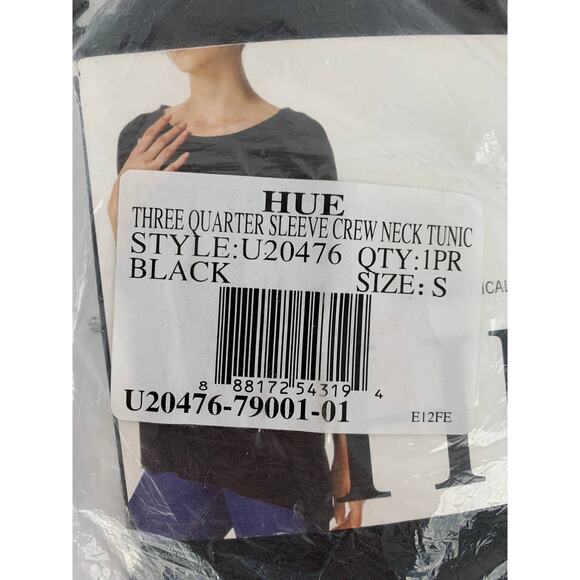 HUE
THREE QUARTER SLEEVE CREW NECK TUNIC
STYLE:U20476 QTY:1PR
BLACK SIZE: S
8 88172 54319 4
U20476-79001-01 E12FE